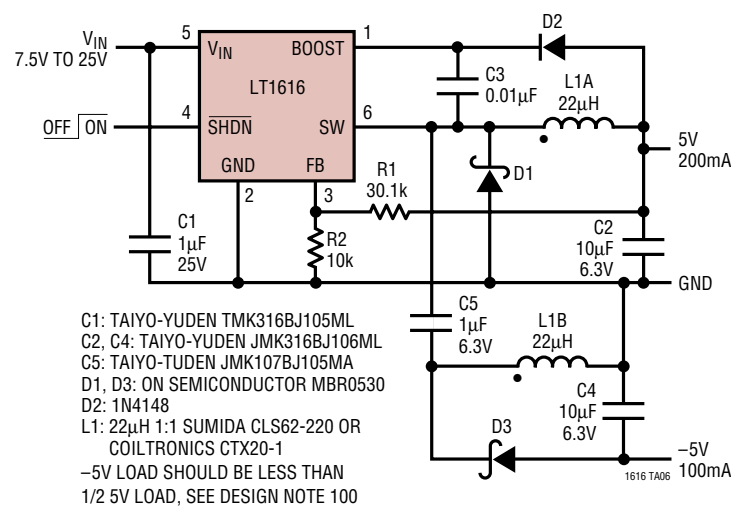 D2
VIN
7.5V TO 25V
5
VIN
BOOST
1
LT1616
C3
0.01µF
L1A
22µH
OFF ON
4
SHDN
SW
6
5V
200mA
GND
FB
2
3
R1
30.1k
D1
C1
1µF
25V
R2
10k
C2
10µF
6.3V
GND
C5
1µF
6.3V
L1B
22µH
C4
10µF
6.3V
D3
–5V
100mA
1616 TA06
C1: TAIYO-YUDEN TMK316BJ105ML
C2, C4: TAIYO-YUDEN JMK316BJ106ML
C5: TAIYO-TUDEN JMK107BJ105MA
D1, D3: ON SEMICONDUCTOR MBR0530
D2: 1N4148
L1: 22µH 1:1 SUMIDA CLS62-220 OR
COILTRONICS CTX20-1
–5V LOAD SHOULD BE LESS THAN
1/2 5V LOAD, SEE DESIGN NOTE 100